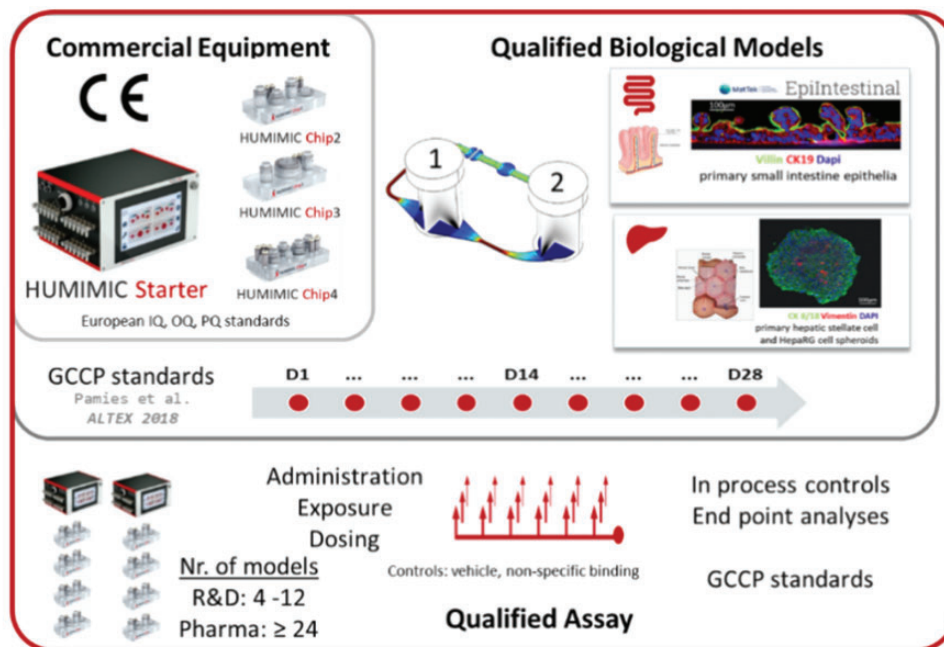 Commercial Equipment
CE
HUMIMIC Chip2
HUMIMIC Chip3
HUMIMIC Chip4
HUMIMIC Starter
European IQ, OQ, PQ standards
Qualified Biological Models
1
2
MatTek
EpiIntestinal
100µm
Villin CK19 Dapi
primary small intestine epithelia
CK 8/18 Vimentin DAPI
primary hepatic stellate cell
and HepaRG cell spheroids
GCCP standards
Pamies et al.
ALTEX 2018
D1 ... ... ... D14 ... ... ... D28
Administration
Exposure
Dosing
Nr. of models
R&D: 4 -12
Pharma: ≥ 24
Controls: vehicle, non-specific binding
Qualified Assay
In process controls
End point analyses
GCCP standards